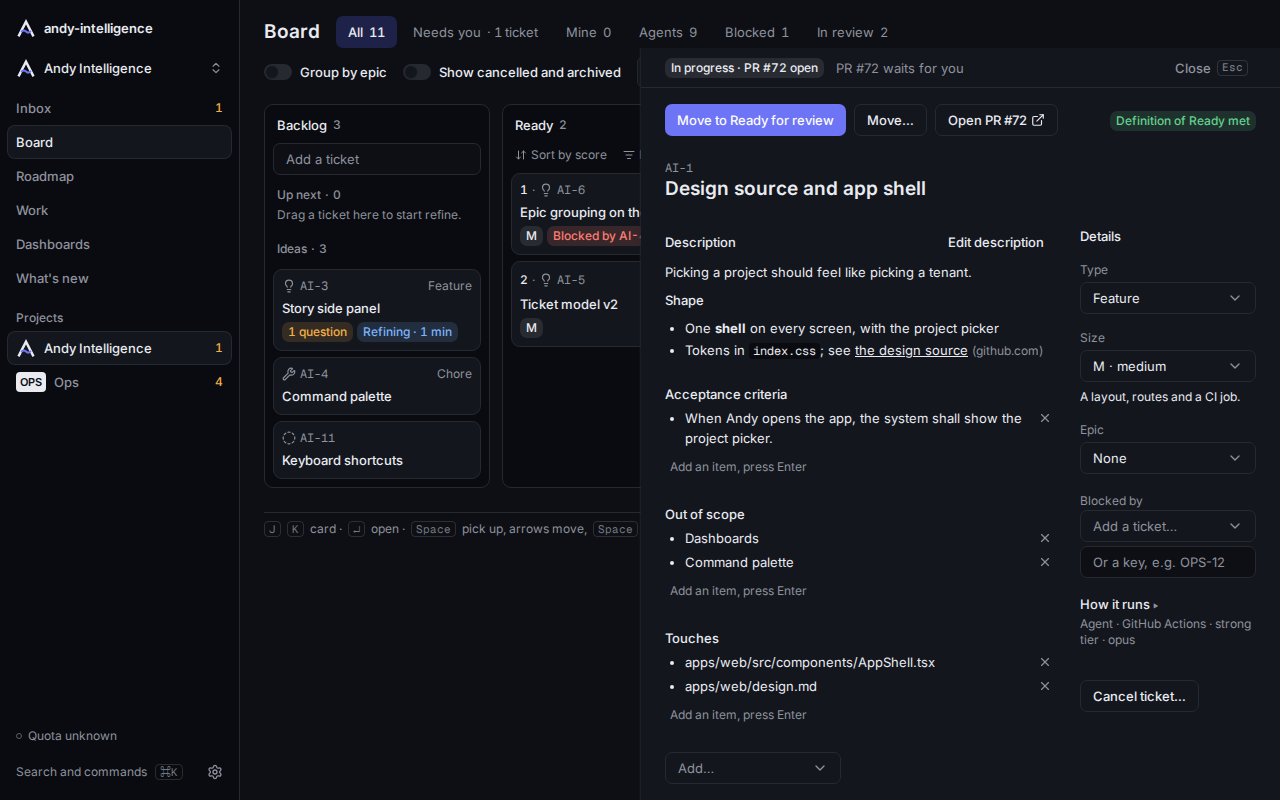 andy-intelligence
Andy Intelligence
Inbox 1
Board
Roadmap
Work
Dashboards
What's new
Projects
Andy Intelligence 1
OPS Ops 4
Quota unknown
Search and commands ⌘K
Board All 11 Needs you · 1 ticket Mine 0 Agents 9 Blocked 1 In review 2
Group by epic Show cancelled and archived
Backlog 3
Add a ticket
Up next · 0
Drag a ticket here to start refine.
Ideas · 3
AI-3 Feature
Story side panel
1 question Refining · 1 min
AI-4 Chore
Command palette
AI-11
Keyboard shortcuts
Ready 2
Sort by score
1 · AI-6
Epic grouping on th
M Blocked by AI-
2 · AI-5
Ticket model v2
M
J K card · ↵ open · Space pick up, arrows move, Space
In progress · PR #72 open PR #72 waits for you Close Esc
Move to Ready for review Move... Open PR #72 Definition of Ready met
AI-1
Design source and app shell
Description Edit description
Picking a project should feel like picking a tenant.
Shape
• One shell on every screen, with the project picker
• Tokens in index.css; see the design source (github.com)
Acceptance criteria
• When Andy opens the app, the system shall show the
project picker.
Add an item, press Enter
Out of scope
• Dashboards
• Command palette
Add an item, press Enter
Touches
• apps/web/src/components/AppShell.tsx
• apps/web/design.md
Add an item, press Enter
Add...
Details
Type
Feature
Size
M · medium
A layout, routes and a CI job.
Epic
None
Blocked by
Add a ticket...
Or a key, e.g. OPS-12
How it runs ▸
Agent · GitHub Actions · strong
tier · opus
Cancel ticket...